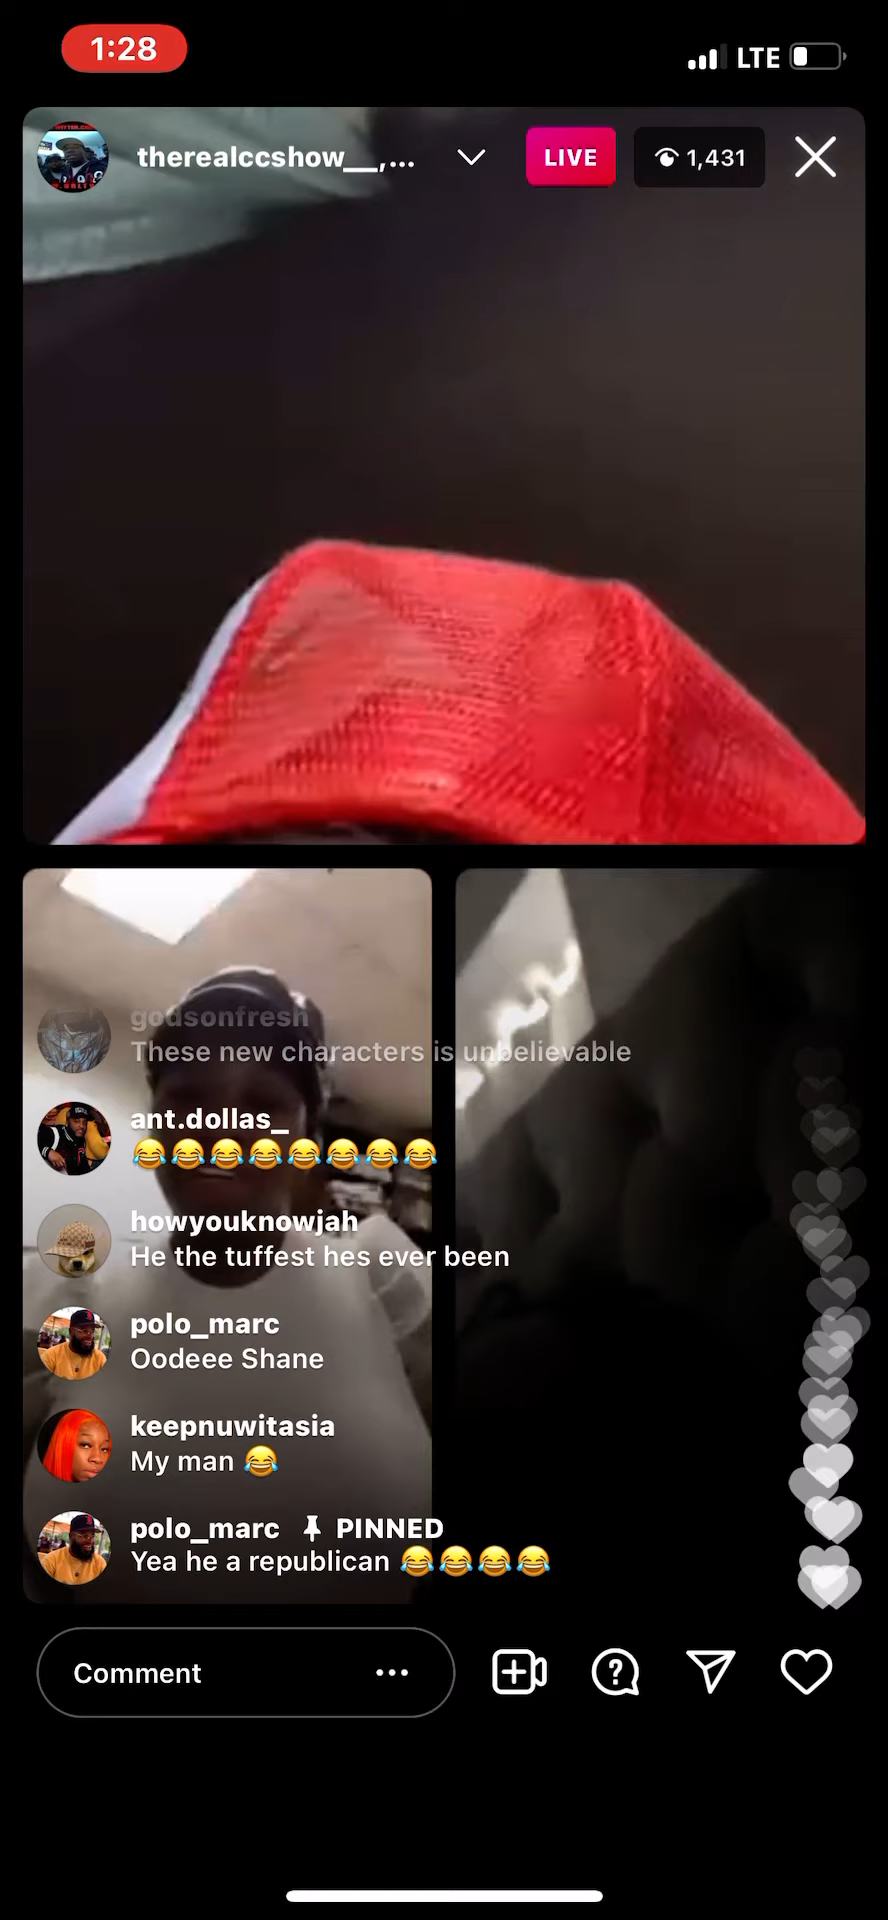 1:28
LTE
therealccshow__,...
LIVE
1,431
godsonfresh
These new characters is unbelievable
ant.dollas_
😂😂😂😂😂😂😂😂
howyouknowjah
He the tuffest hes ever been
polo_marc
Oodeee Shane
keepnuwitasia
My man 😂
polo_marc PINNED
Yea he a republican 😂😂😂😂
Comment